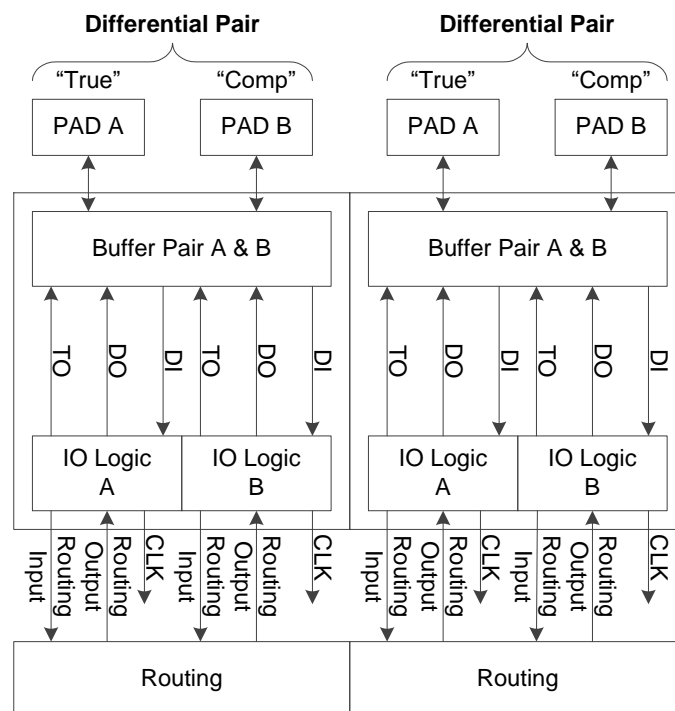 Differential Pair Differential Pair
“True” “Comp” “True” “Comp”
PAD A PAD B PAD A PAD B
Buffer Pair A & B Buffer Pair A & B
TO DO DI TO DO DI TO DO DI TO DO DI
IO Logic IO Logic IO Logic IO Logic
A B A B
Routing Input Routing Output CLK Routing Input Routing Output CLK Routing Input Routing Output CLK Routing Input Routing Output CLK
Routing Routing